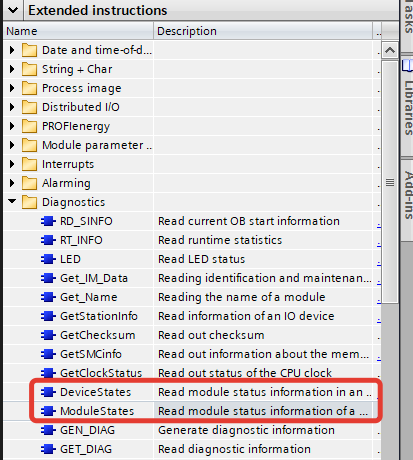 Extended instructions
Name Description ...
Date and time-of-d... ...
String + Char ...
Process image ...
Distributed I/O ...
PROFIenergy ...
Module parameter ... ...
Interrupts ...
Alarming ...
Diagnostics ...
RD_SINFO Read current OB start information
RT_INFO Read runtime statistics
LED Read LED status
Get_IM_Data Reading identification and maintenan...
Get_Name Reading the name of a module
GetStationInfo Read information of an IO device
GetChecksum Read out checksum
GetSMCinfo Read out information about the mem...
GetClockStatus Read out status of the CPU clock
DeviceStates Read module status information in an ...
ModuleStates Read module status information of a ...
GEN_DIAG Generate diagnostic information
GET_DIAG Read diagnostic information
Tasks
Libraries
Add-ins